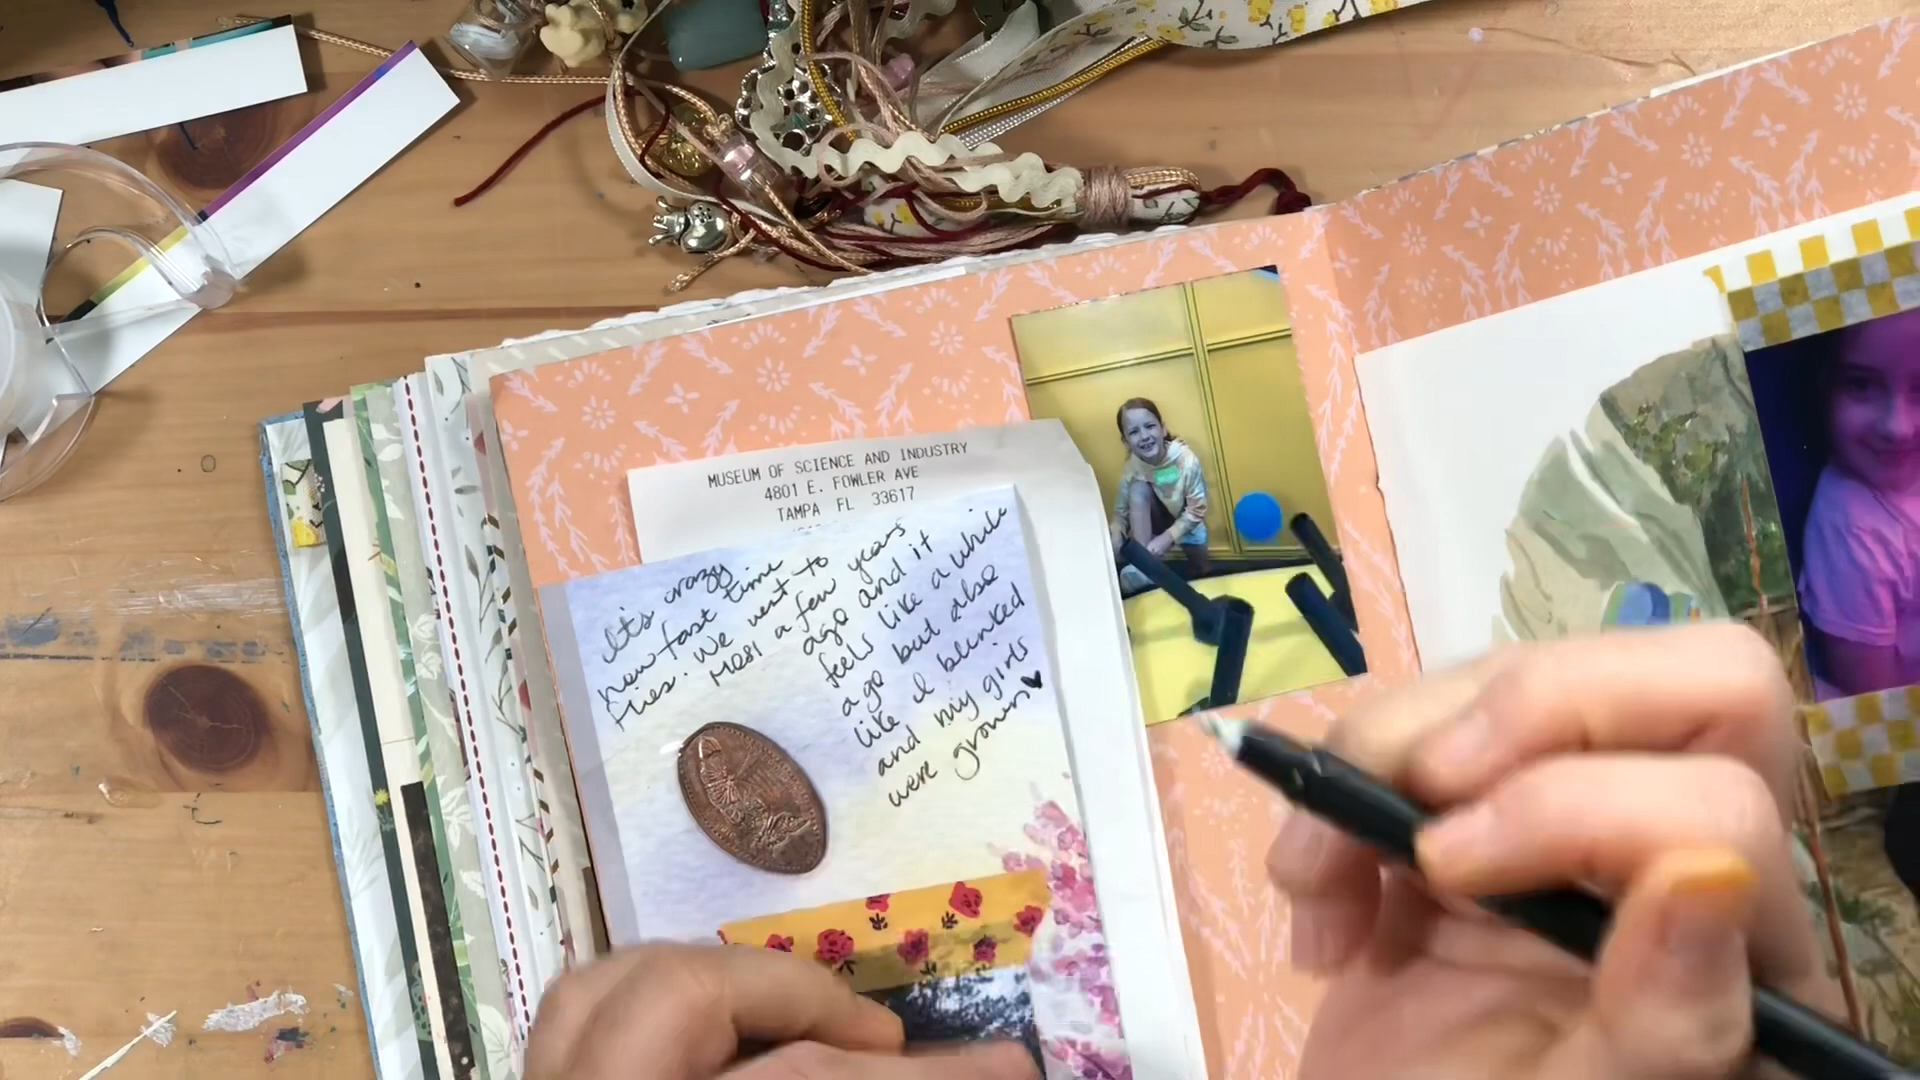 MUSEUM OF SCIENCE AND INDUSTRY
4801 E. FOWLER AVE
TAMPA FL 33617
It's crazy
how fast time
flies. We went to
MOSI a few years
ago and it
feels like a while
ago but also
like I blinked
and my girls
were grown